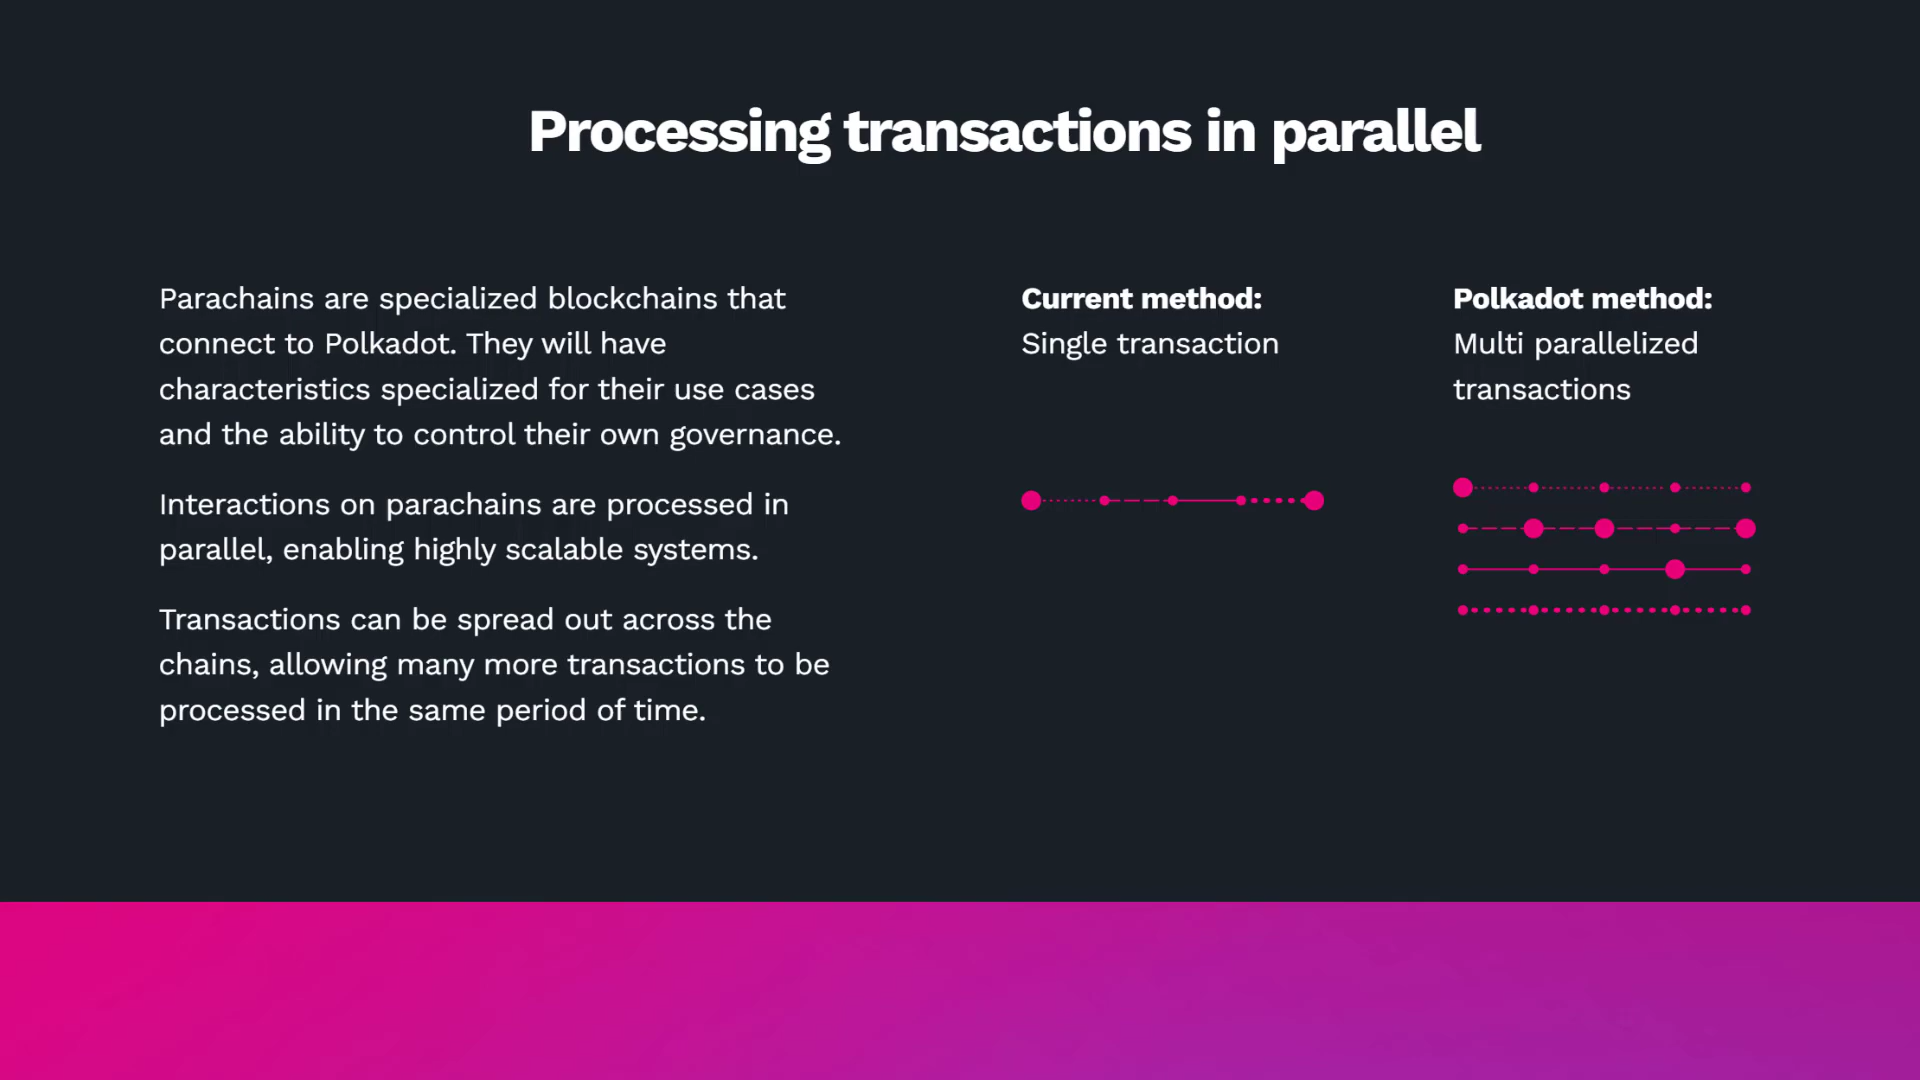 Processing transactions in parallel
Parachains are specialized blockchains that
connect to Polkadot. They will have
characteristics specialized for their use cases
and the ability to control their own governance.
Interactions on parachains are processed in
parallel, enabling highly scalable systems.
Transactions can be spread out across the
chains, allowing many more transactions to be
processed in the same period of time.
Current method:
Single transaction
Polkadot method:
Multi parallelized
transactions